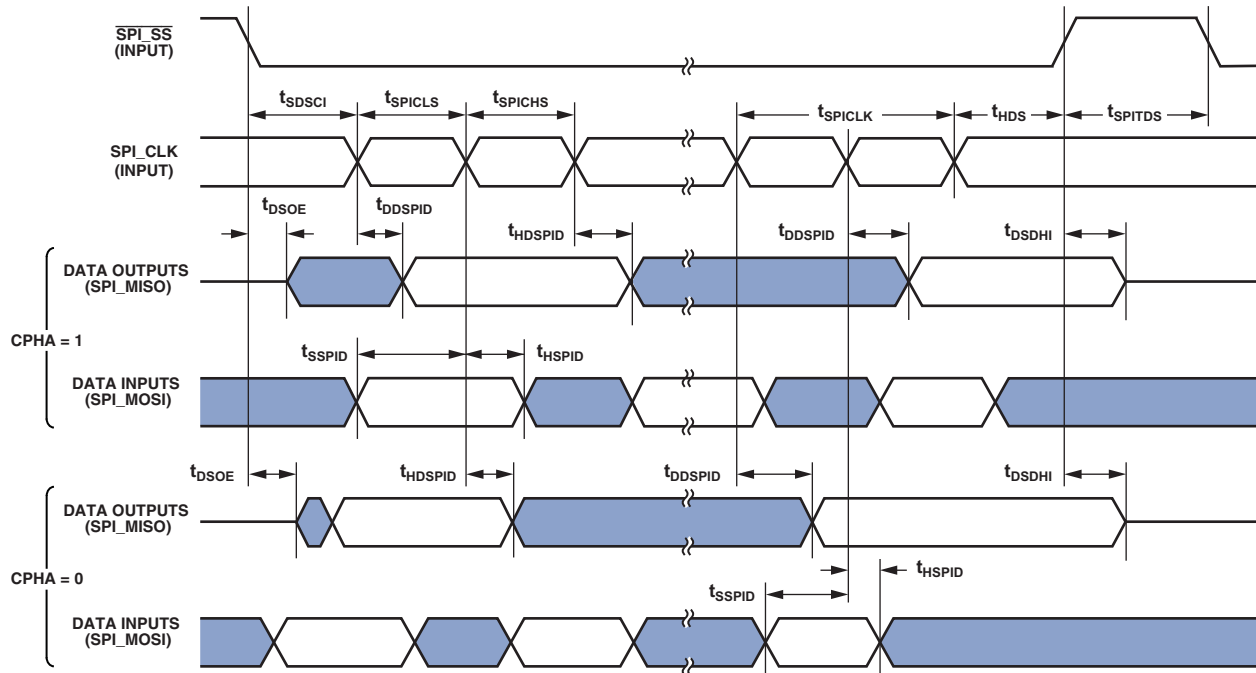 SPI_SS
(INPUT)
tSDSCI
tSPICLS
tSPICHS
tSPICLK
tHDS
tSPITDS
SPI_CLK
(INPUT)
tDSOE
tDDSPID
tHDSPID
tDDSPID
tDSDHI
DATA OUTPUTS
(SPI_MISO)
CPHA = 1
tSSPID
tHSPID
DATA INPUTS
(SPI_MOSI)
tDSOE
tHDSPID
tDDSPID
tDSDHI
DATA OUTPUTS
(SPI_MISO)
CPHA = 0
tHSPID
tSSPID
DATA INPUTS
(SPI_MOSI)